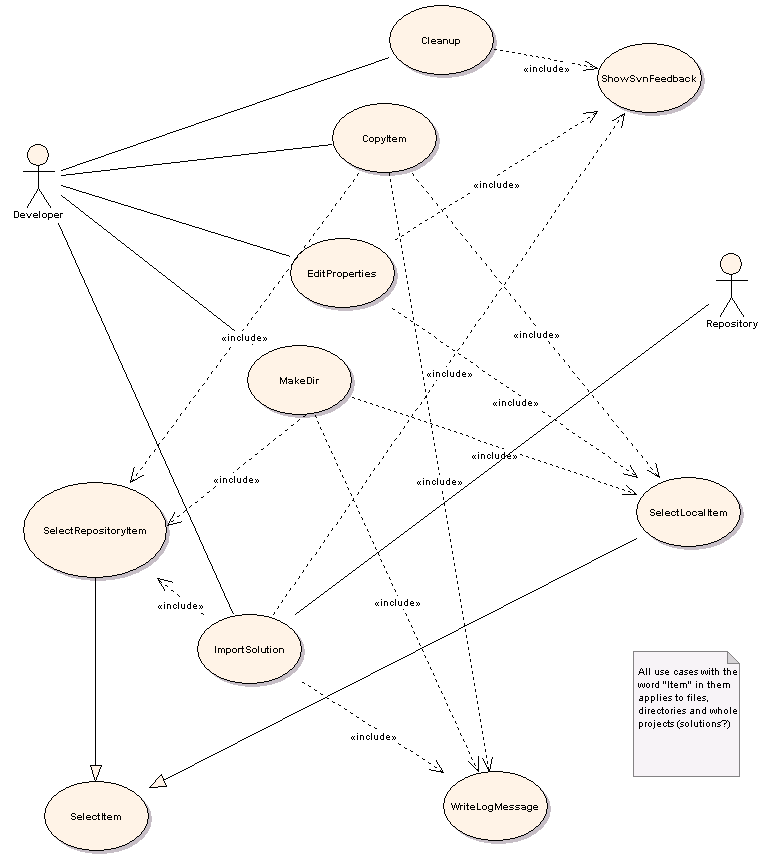 Cleanup
«include»
ShowSvnFeedback
CopyItem
«include»
Developer
EditProperties
Repository
«include»
«include»
«include»
MakeDir
«include»
«include»
«include»
«include»
SelectLocalItem
SelectRepositoryItem
«include»
«include»
ImportSolution
All use cases with the
word "Item" in them
applies to files,
directories and whole
projects (solutions?)
«include»
SelectItem
WriteLogMessage